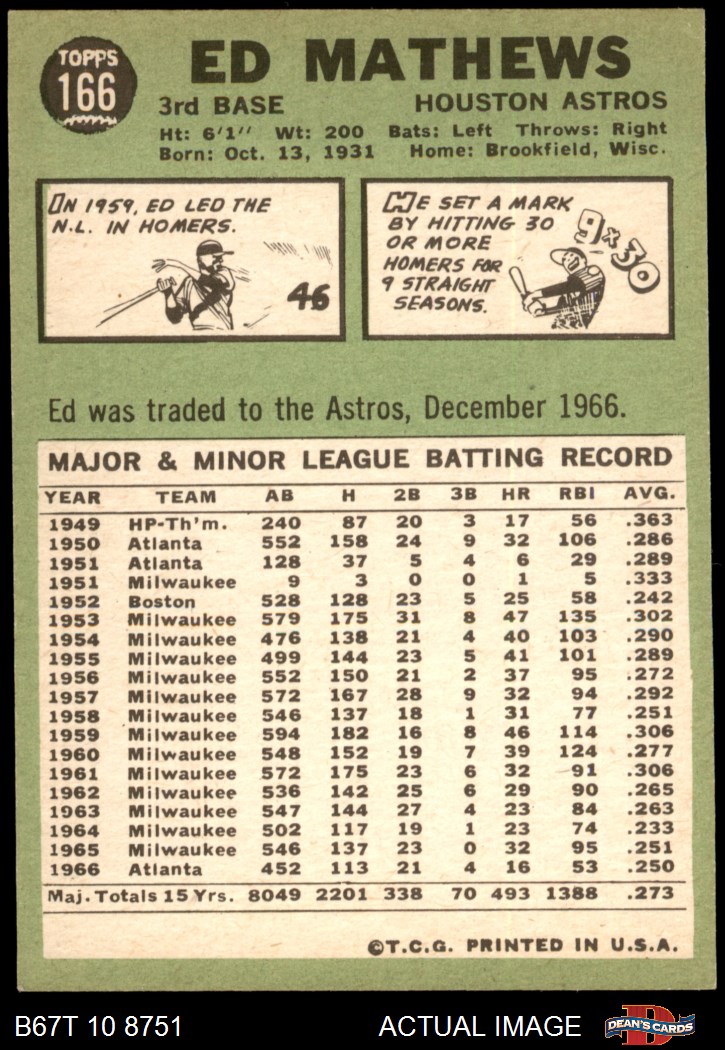 TOPPS
166
ED MATHEWS
3rd BASE HOUSTON ASTROS
Ht: 6'1" Wt: 200 Bats: Left Throws: Right
Born: Oct. 13, 1931 Home: Brookfield, Wisc.
IN 1959, ED LED THE
N.L. IN HOMERS.
46
HE SET A MARK
BY HITTING 30
OR MORE
HOMERS FOR
9 STRAIGHT
SEASONS.
9x30
Ed was traded to the Astros, December 1966.
MAJOR & MINOR LEAGUE BATTING RECORD
YEAR TEAM AB H 2B 3B HR RBI AVG.
1949 HP-Th'm. 240 87 20 3 17 56 .363
1950 Atlanta 552 158 24 9 32 106 .286
1951 Atlanta 128 37 5 4 6 29 .289
1951 Milwaukee 9 3 0 0 1 5 .333
1952 Boston 528 128 23 5 25 58 .242
1953 Milwaukee 579 175 31 8 47 135 .302
1954 Milwaukee 476 138 21 4 40 103 .290
1955 Milwaukee 499 144 23 5 41 101 .289
1956 Milwaukee 552 150 21 2 37 95 .272
1957 Milwaukee 572 167 28 9 32 94 .292
1958 Milwaukee 546 137 18 1 31 77 .251
1959 Milwaukee 594 182 16 8 46 114 .306
1960 Milwaukee 548 152 19 7 39 124 .277
1961 Milwaukee 572 175 23 6 32 91 .306
1962 Milwaukee 536 142 25 6 29 90 .265
1963 Milwaukee 547 144 27 4 23 84 .263
1964 Milwaukee 502 117 19 1 23 74 .233
1965 Milwaukee 546 137 23 0 32 95 .251
1966 Atlanta 452 113 21 4 16 53 .250
Maj. Totals 15 Yrs. 8049 2201 338 70 493 1388 .273
©T.C.G. PRINTED IN U.S.A.
B67T 10 8751 ACTUAL IMAGE
D
DEAN'S CARDS